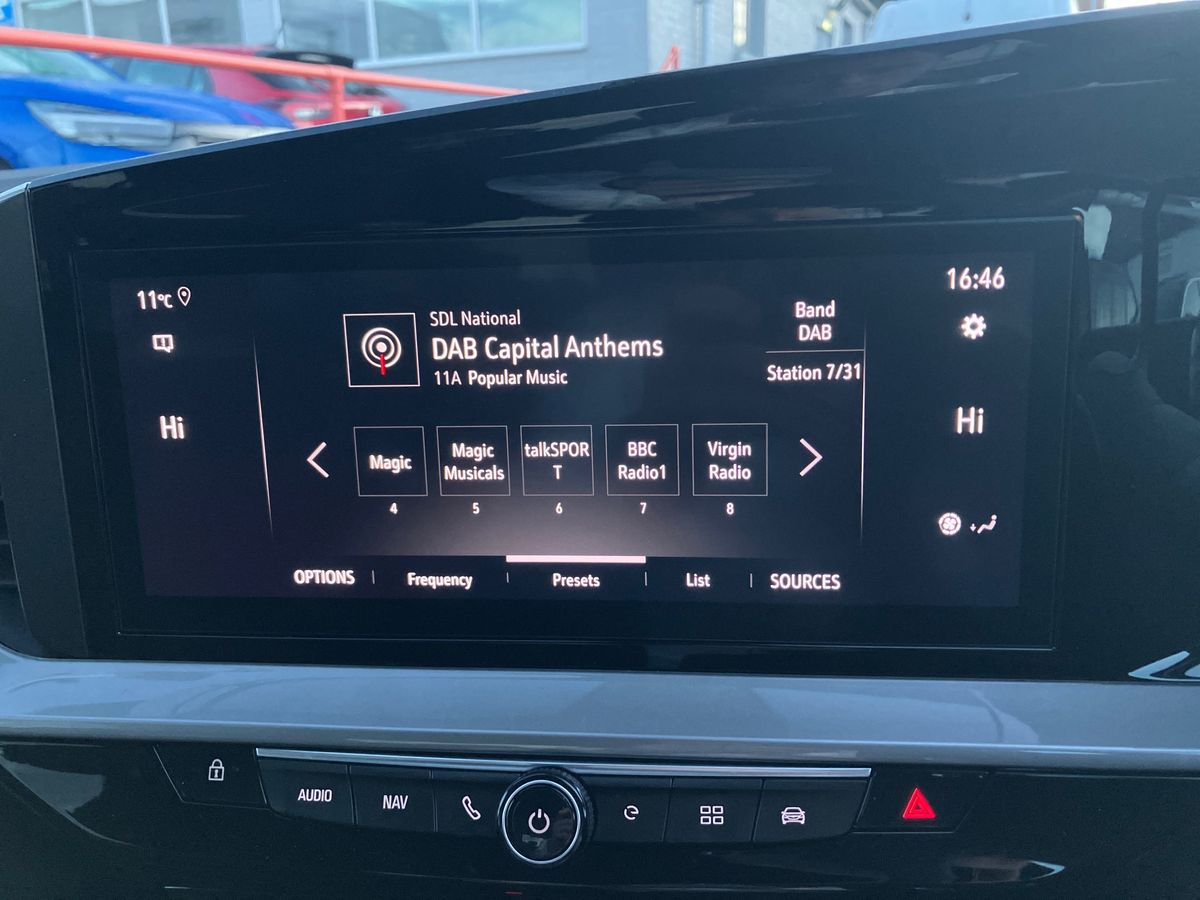 11°C
16:46
SDL National
DAB Capital Anthems
11A Popular Music
Band
DAB
Station 7/31
Hi
Hi
Magic
Magic
Musicals
talkSPOR
T
BBC
Radio1
Virgin
Radio
4
5
6
7
8
OPTIONS
Frequency
Presets
List
SOURCES
AUDIO
NAV